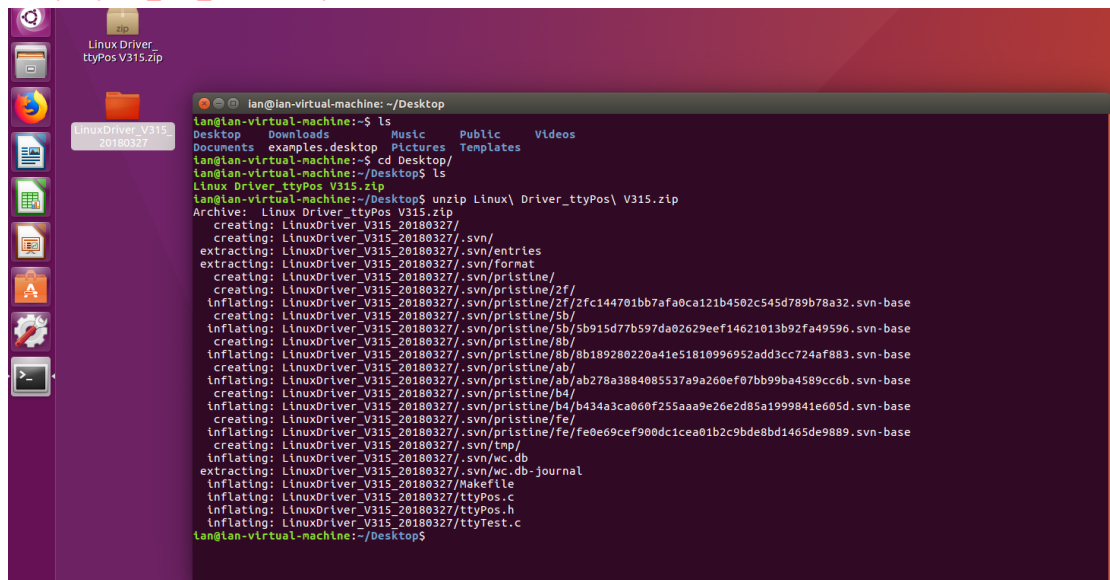 zip
Linux Driver_
ttyPos V315.zip
LinuxDriver_V315_
20180327
ian@ian-virtual-machine: ~/Desktop
ian@ian-virtual-machine:~$ ls
Desktop Downloads Music Public Videos
Documents examples.desktop Pictures Templates
ian@ian-virtual-machine:~$ cd Desktop/
ian@ian-virtual-machine:~/Desktop$ ls
Linux Driver_ttyPos V315.zip
ian@ian-virtual-machine:~/Desktop$ unzip Linux\ Driver_ttyPos\ V315.zip
Archive: Linux Driver_ttyPos V315.zip
creating: LinuxDriver_V315_20180327/
creating: LinuxDriver_V315_20180327/.svn/
extracting: LinuxDriver_V315_20180327/.svn/entries
extracting: LinuxDriver_V315_20180327/.svn/format
creating: LinuxDriver_V315_20180327/.svn/pristine/
creating: LinuxDriver_V315_20180327/.svn/pristine/2f/
inflating: LinuxDriver_V315_20180327/.svn/pristine/2f/2fc144701bb7afa0ca121b4502c545d789b78a32.svn-base
creating: LinuxDriver_V315_20180327/.svn/pristine/5b/
inflating: LinuxDriver_V315_20180327/.svn/pristine/5b/5b915d77b597da02629eef14621013b92fa49596.svn-base
creating: LinuxDriver_V315_20180327/.svn/pristine/8b/
inflating: LinuxDriver_V315_20180327/.svn/pristine/8b/8b189280220a41e51810996952add3cc724af883.svn-base
creating: LinuxDriver_V315_20180327/.svn/pristine/ab/
inflating: LinuxDriver_V315_20180327/.svn/pristine/ab/ab278a3884085537a9a260ef07bb99ba4589cc6b.svn-base
creating: LinuxDriver_V315_20180327/.svn/pristine/b4/
inflating: LinuxDriver_V315_20180327/.svn/pristine/b4/b434a3ca060f255aaa9e26e2d85a1999841e605d.svn-base
creating: LinuxDriver_V315_20180327/.svn/pristine/fe/
inflating: LinuxDriver_V315_20180327/.svn/pristine/fe/fe0e69cef900dc1cea01b2c9bde8bd1465de9889.svn-base
creating: LinuxDriver_V315_20180327/.svn/tmp/
inflating: LinuxDriver_V315_20180327/.svn/wc.db
extracting: LinuxDriver_V315_20180327/.svn/wc.db-journal
inflating: LinuxDriver_V315_20180327/Makefile
inflating: LinuxDriver_V315_20180327/ttyPos.c
inflating: LinuxDriver_V315_20180327/ttyPos.h
inflating: LinuxDriver_V315_20180327/ttyTest.c
ian@ian-virtual-machine:~/Desktop$